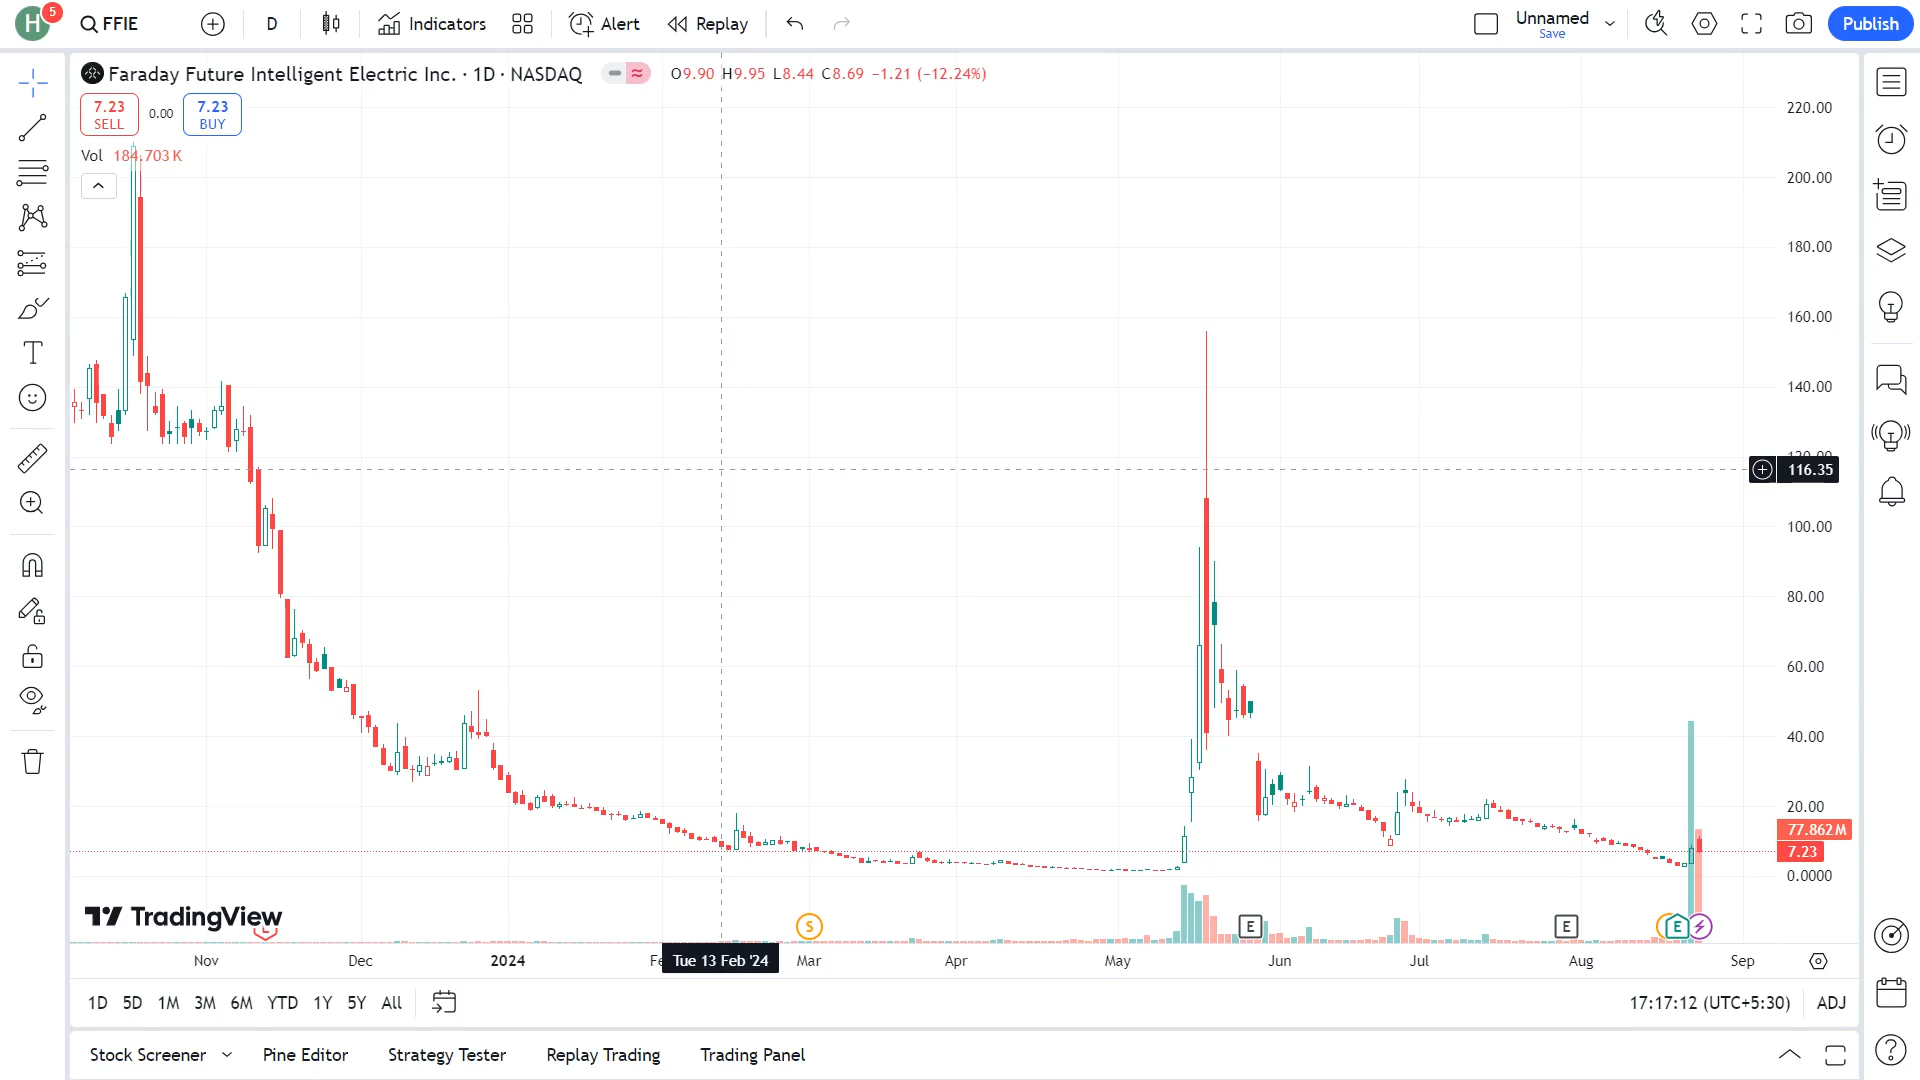 H 5 FFIE D Indicators Alert Replay Unnamed Save Publish
Faraday Future Intelligent Electric Inc. · 1D · NASDAQ O9.90 H9.95 L8.44 C8.69 −1.21 (−12.24%)
7.23 SELL 0.00 7.23 BUY
Vol 184.703 K
220.00
200.00
180.00
160.00
140.00
120.00
116.35
100.00
80.00
60.00
40.00
20.00
77.862 M
7.23
0.0000
TradingView
L S E E E
Nov Dec 2024 Fe Tue 13 Feb '24 Mar Apr May Jun Jul Aug Sep
1D 5D 1M 3M 6M YTD 1Y 5Y All 17:17:12 (UTC+5:30) ADJ
Stock Screener Pine Editor Strategy Tester Replay Trading Trading Panel